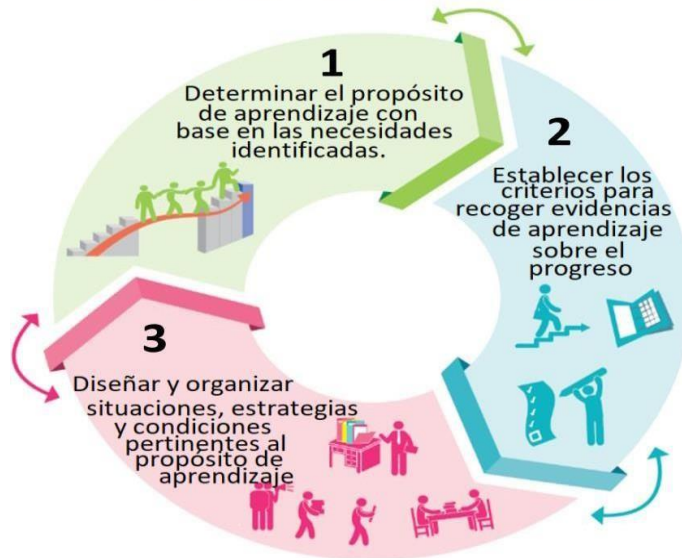 1
Determinar el propósito
de aprendizaje con
base en las necesidades
identificadas.
2
Establecer los
criterios para
recoger evidencias
de aprendizaje
sobre el
progreso
3
Diseñar y organizar
situaciones, estrategias
y condiciones
pertinentes al
propósito de
aprendizaje